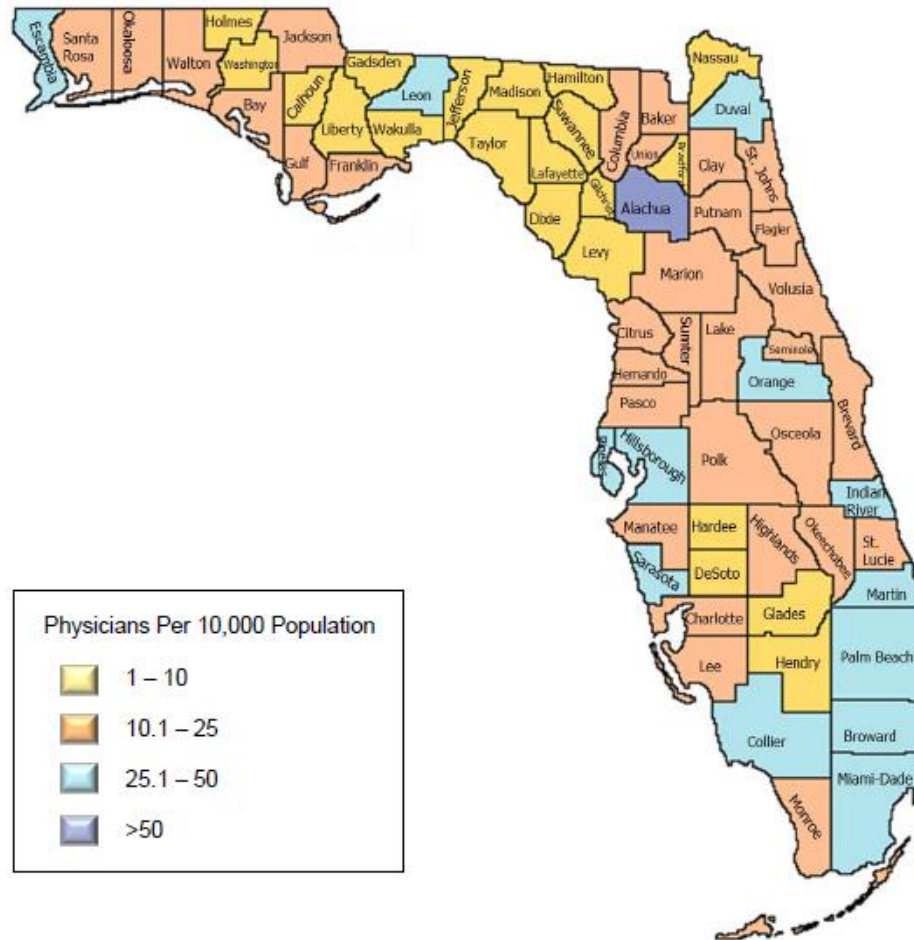 Escambia
Santa
Rosa
Okaloosa
Walton
Holmes
Washington
Jackson
Bay
Calhoun
Gulf
Gadsden
Liberty
Franklin
Leon
Wakulla
Jefferson
Madison
Taylor
Hamilton
Suwannee
Lafayette
Dixie
Gilchrist
Levy
Columbia
Baker
Union
Bradford
Alachua
Nassau
Duval
Clay
St. Johns
Putnam
Flagler
Marion
Volusia
Citrus
Sumter
Lake
Seminole
Hernando
Orange
Pasco
Brevard
Hillsborough
Polk
Osceola
Indian
River
Manatee
Hardee
Highlands
Okeechobee
St.
Lucie
Sarasota
DeSoto
Martin
Charlotte
Glades
Lee
Hendry
Palm Beach
Collier
Broward
Miami-Dade
Monroe
Physicians Per 10,000 Population
1 – 10
10.1 – 25
25.1 – 50
>50